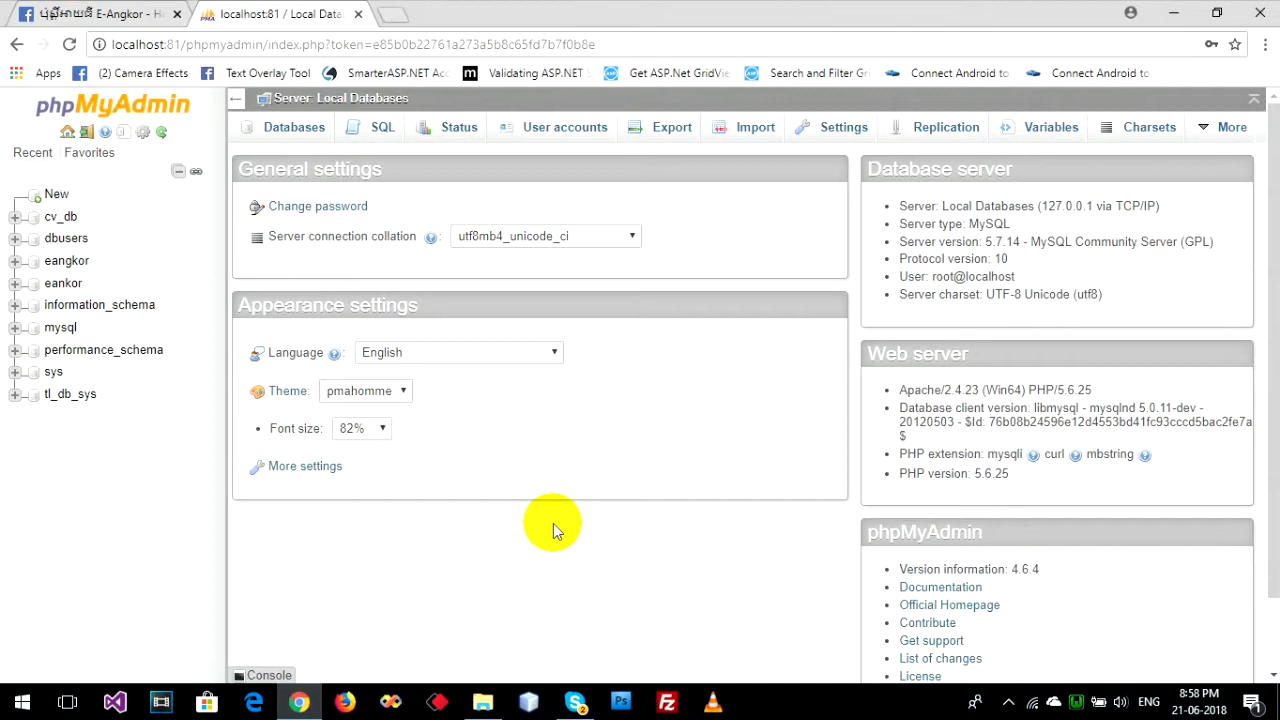 E-Angkor - H
localhost:81 / Local Data
localhost:81/phpmyadmin/index.php?token=e85b0b22761a273a5b8c65fd7b7f0b8e
Apps (2) Camera Effects Text Overlay Tool SmarterASP.NET Acc Validating ASP.NET S Get ASP.Net GridVie Search and Filter Gri Connect Android to Connect Android to
phpMyAdmin
Recent Favorites
New
cv_db
dbusers
eangkor
eankor
information_schema
mysql
performance_schema
sys
tl_db_sys
Server: Local Databases
Databases SQL Status User accounts Export Import Settings Replication Variables Charsets More
General settings
Change password
Server connection collation : utf8mb4_unicode_ci
Appearance settings
Language : English
Theme: pmahomme
Font size: 82%
More settings
Database server
Server: Local Databases (127.0.0.1 via TCP/IP)
Server type: MySQL
Server version: 5.7.14 - MySQL Community Server (GPL)
Protocol version: 10
User: root@localhost
Server charset: UTF-8 Unicode (utf8)
Web server
Apache/2.4.23 (Win64) PHP/5.6.25
Database client version: libmysql - mysqlnd 5.0.11-dev -
20120503 - $Id: 76b08b24596e12d4553bd41fc93cccd5bac2fe7a
$
PHP extension: mysqli curl mbstring
PHP version: 5.6.25
phpMyAdmin
Version information: 4.6.4
Documentation
Official Homepage
Contribute
Get support
List of changes
License
Console
ENG
8:58 PM
21-06-2018